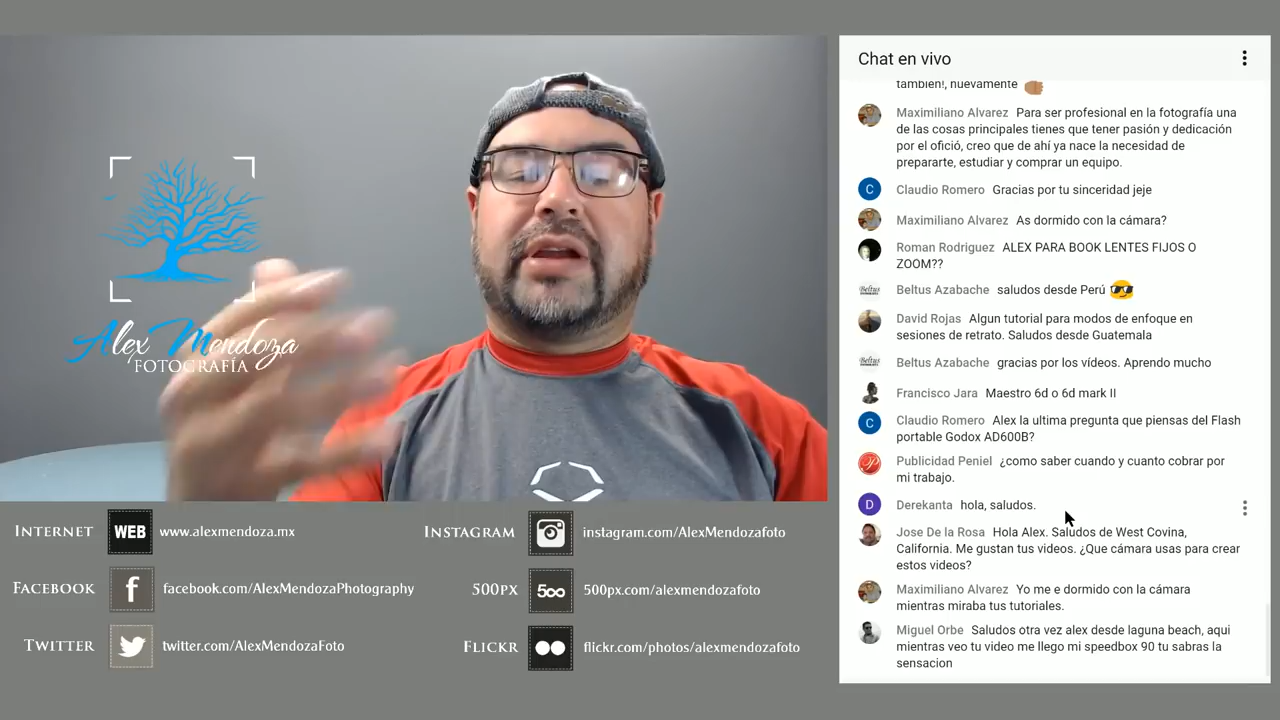 Alex Mendoza
FOTOGRAFÍA
INTERNET
WEB
www.alexmendoza.mx
FACEBOOK
f
facebook.com/AlexMendozaPhotography
TWITTER
twitter.com/AlexMendozaFoto
INSTAGRAM
instagram.com/AlexMendozafoto
500PX
500
500px.com/alexmendozafoto
FLICKR
flickr.com/photos/alexmendozafoto
Chat en vivo
también!, nuevamente
Maximiliano Alvarez Para ser profesional en la fotografía una
de las cosas principales tienes que tener pasión y dedicación
por el ofició, creo que de ahí ya nace la necesidad de
prepararte, estudiar y comprar un equipo.
C Claudio Romero Gracias por tu sinceridad jeje
Maximiliano Alvarez As dormido con la cámara?
Roman Rodriguez ALEX PARA BOOK LENTES FIJOS O
ZOOM??
Beltus Beltus Azabache saludos desde Perú 😎
David Rojas Algun tutorial para modos de enfoque en
sesiones de retrato. Saludos desde Guatemala
Beltus Beltus Azabache gracias por los vídeos. Aprendo mucho
Francisco Jara Maestro 6d o 6d mark II
C Claudio Romero Alex la ultima pregunta que piensas del Flash
portable Godox AD600B?
P Publicidad Peniel ¿como saber cuando y cuanto cobrar por
mi trabajo.
D Derekanta hola, saludos.
Jose De la Rosa Hola Alex. Saludos de West Covina,
California. Me gustan tus videos. ¿Que cámara usas para crear
estos videos?
Maximiliano Alvarez Yo me e dormido con la cámara
mientras miraba tus tutoriales.
Miguel Orbe Saludos otra vez alex desde laguna beach, aqui
mientras veo tu video me llego mi speedbox 90 tu sabras la
sensacion